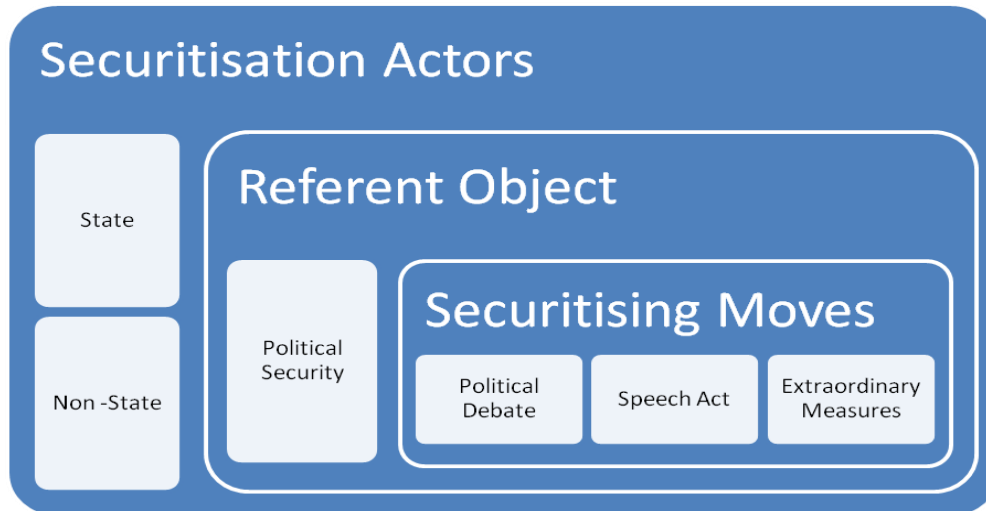 Securitisation Actors
State
Non -State
Referent Object
Political
Security
Securitising Moves
Political
Debate
Speech Act
Extraordinary
Measures